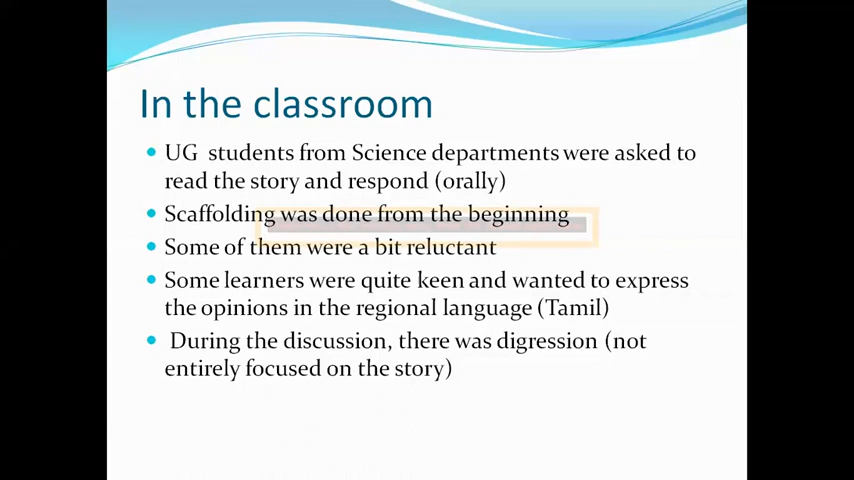 In the classroom
UG students from Science departments were asked to
read the story and respond (orally)
Scaffolding was done from the beginning
Some of them were a bit reluctant
Some learners were quite keen and wanted to express
the opinions in the regional language (Tamil)
During the discussion, there was digression (not
entirely focused on the story)